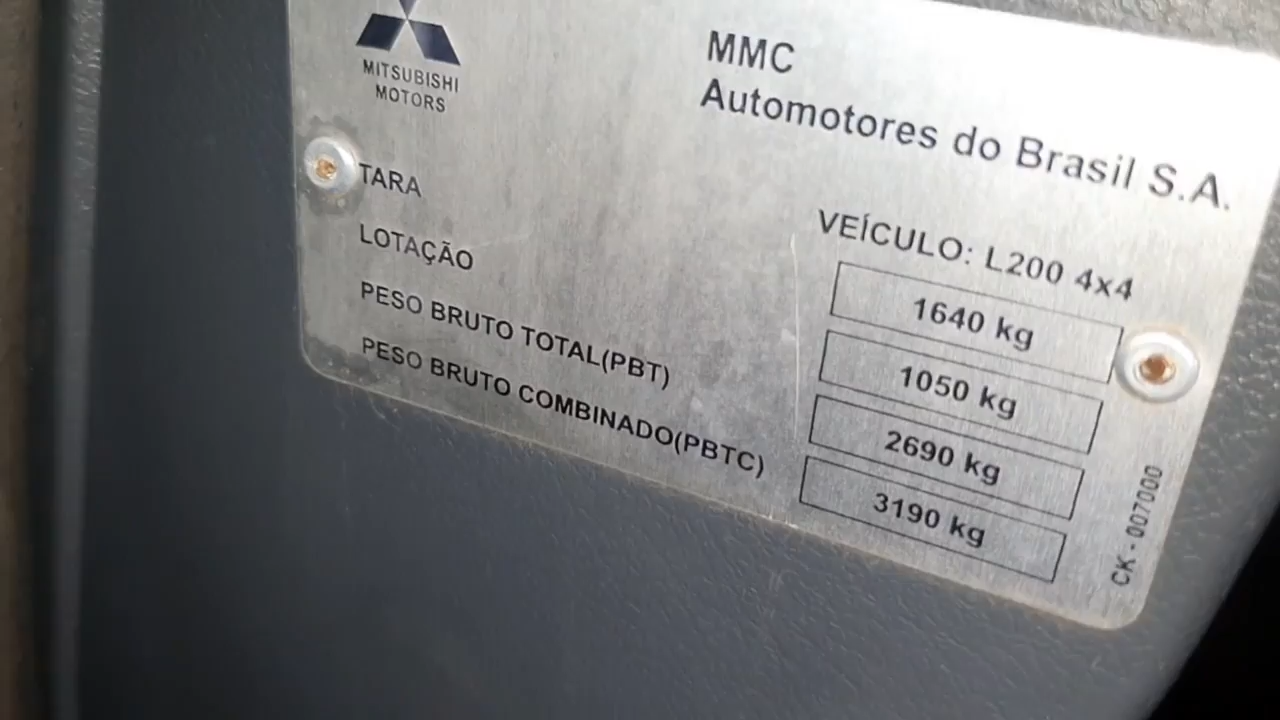 MITSUBISHI
MOTORS
MMC
Automotores do Brasil S.A.
VEÍCULO: L200 4x4
TARA 1640 kg
LOTAÇÃO 1050 kg
PESO BRUTO TOTAL(PBT) 2690 kg
PESO BRUTO COMBINADO(PBTC) 3190 kg
CK - 007000